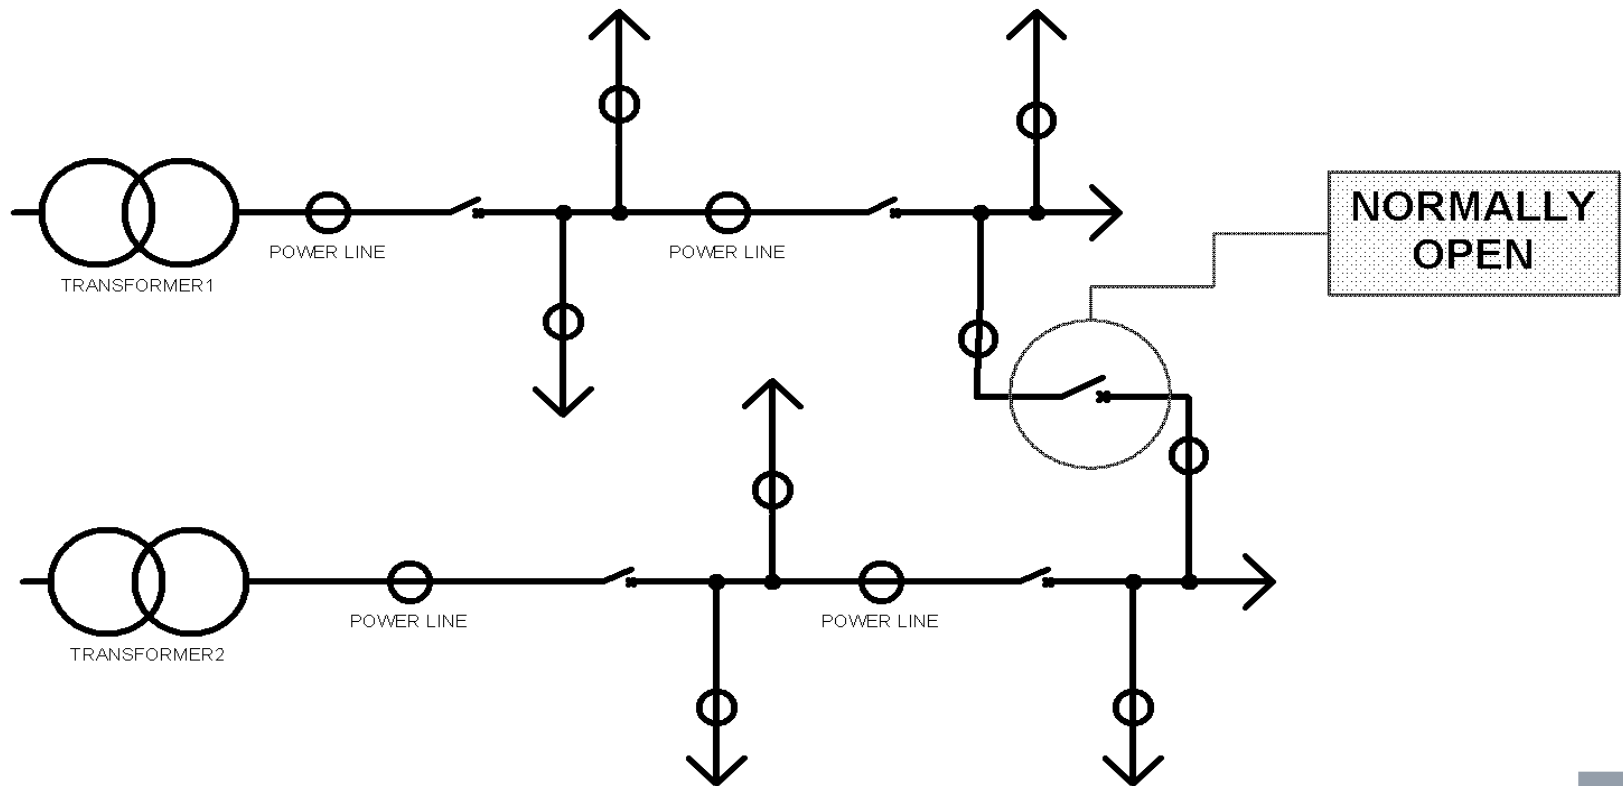 NORMALLY
OPEN
POWER LINE
POWER LINE
TRANSFORMER1
POWER LINE
POWER LINE
TRANSFORMER2